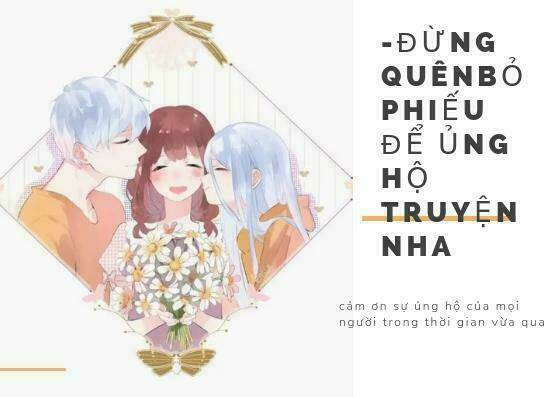 -ĐỪNG
QUÊNBỎ
PHIẾU
ĐỂ ỦNG
HỘ
TRUYỆN
NHA
cảm ơn sự ủng hộ của mọi
người trong thời gian vừa qua